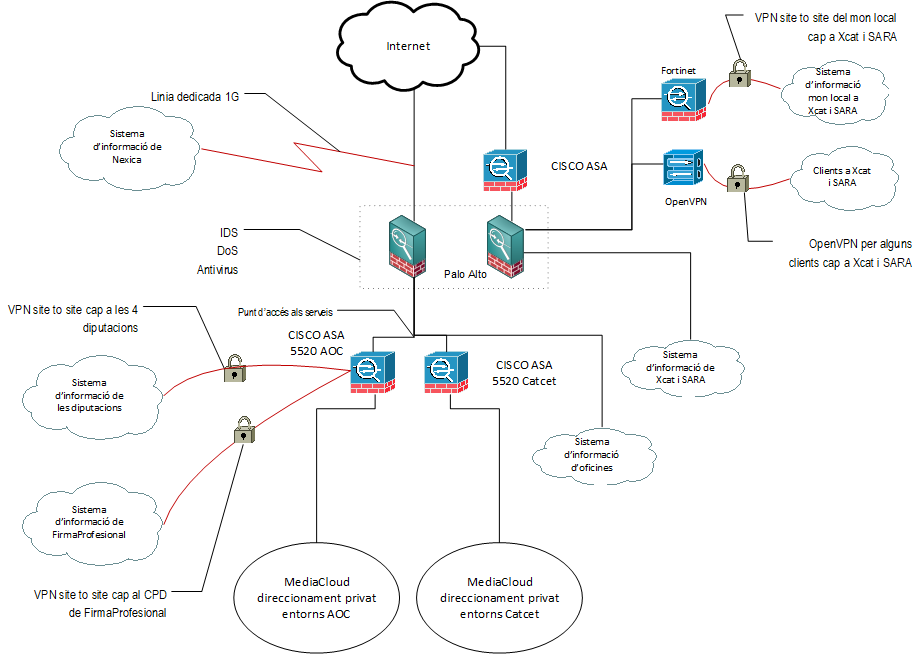 VPN site to site del mon local
cap a Xcat i SARA
Internet
Fortinet
Sistema
d'informació
mon local a
Xcat i SARA
Linia dedicada 1G
Sistema
d'informació de
Nexica
CISCO ASA
OpenVPN
Clients a Xcat
i SARA
IDS
DoS
Antivirus
Palo Alto
OpenVPN per alguns
clients cap a Xcat i SARA
VPN site to site cap a les 4
diputacions
Punt d'accés als serveis
CISCO ASA
5520 AOC
CISCO ASA
5520 Catcet
Sistema
d'informació de
Xcat i SARA
Sistema
d'informació de
les diputacions
Sistema
d'informació
d'oficines
Sistema
d'informació de
FirmaProfesional
VPN site to site cap al CPD
de FirmaProfesional
MediaCloud
direccionament privat
entorns AOC
MediaCloud
direccionament privat
entorns Catcet